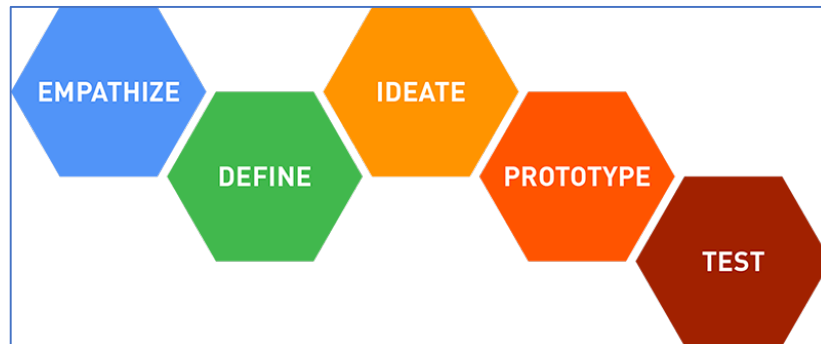 EMPATHIZE
DEFINE
IDEATE
PROTOTYPE
TEST